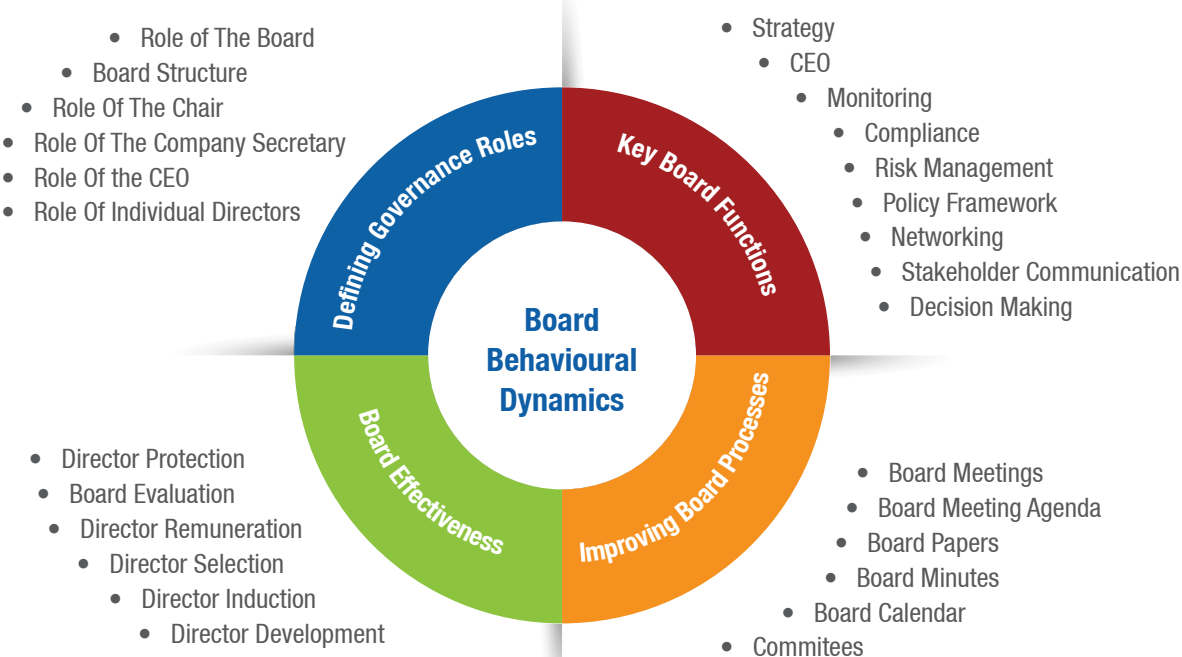 Role of The Board
Board Structure
Role Of The Chair
Role Of The Company Secretary
Role Of the CEO
Role Of Individual Directors
Defining Governance Roles
Strategy
CEO
Monitoring
Compliance
Risk Management
Policy Framework
Networking
Stakeholder Communication
Decision Making
Key Board Functions
Board
Behavioural
Dynamics
Director Protection
Board Evaluation
Director Remuneration
Director Selection
Director Induction
Director Development
Board Effectiveness
Improving Board Processes
Board Meetings
Board Meeting Agenda
Board Papers
Board Minutes
Board Calendar
Commitees